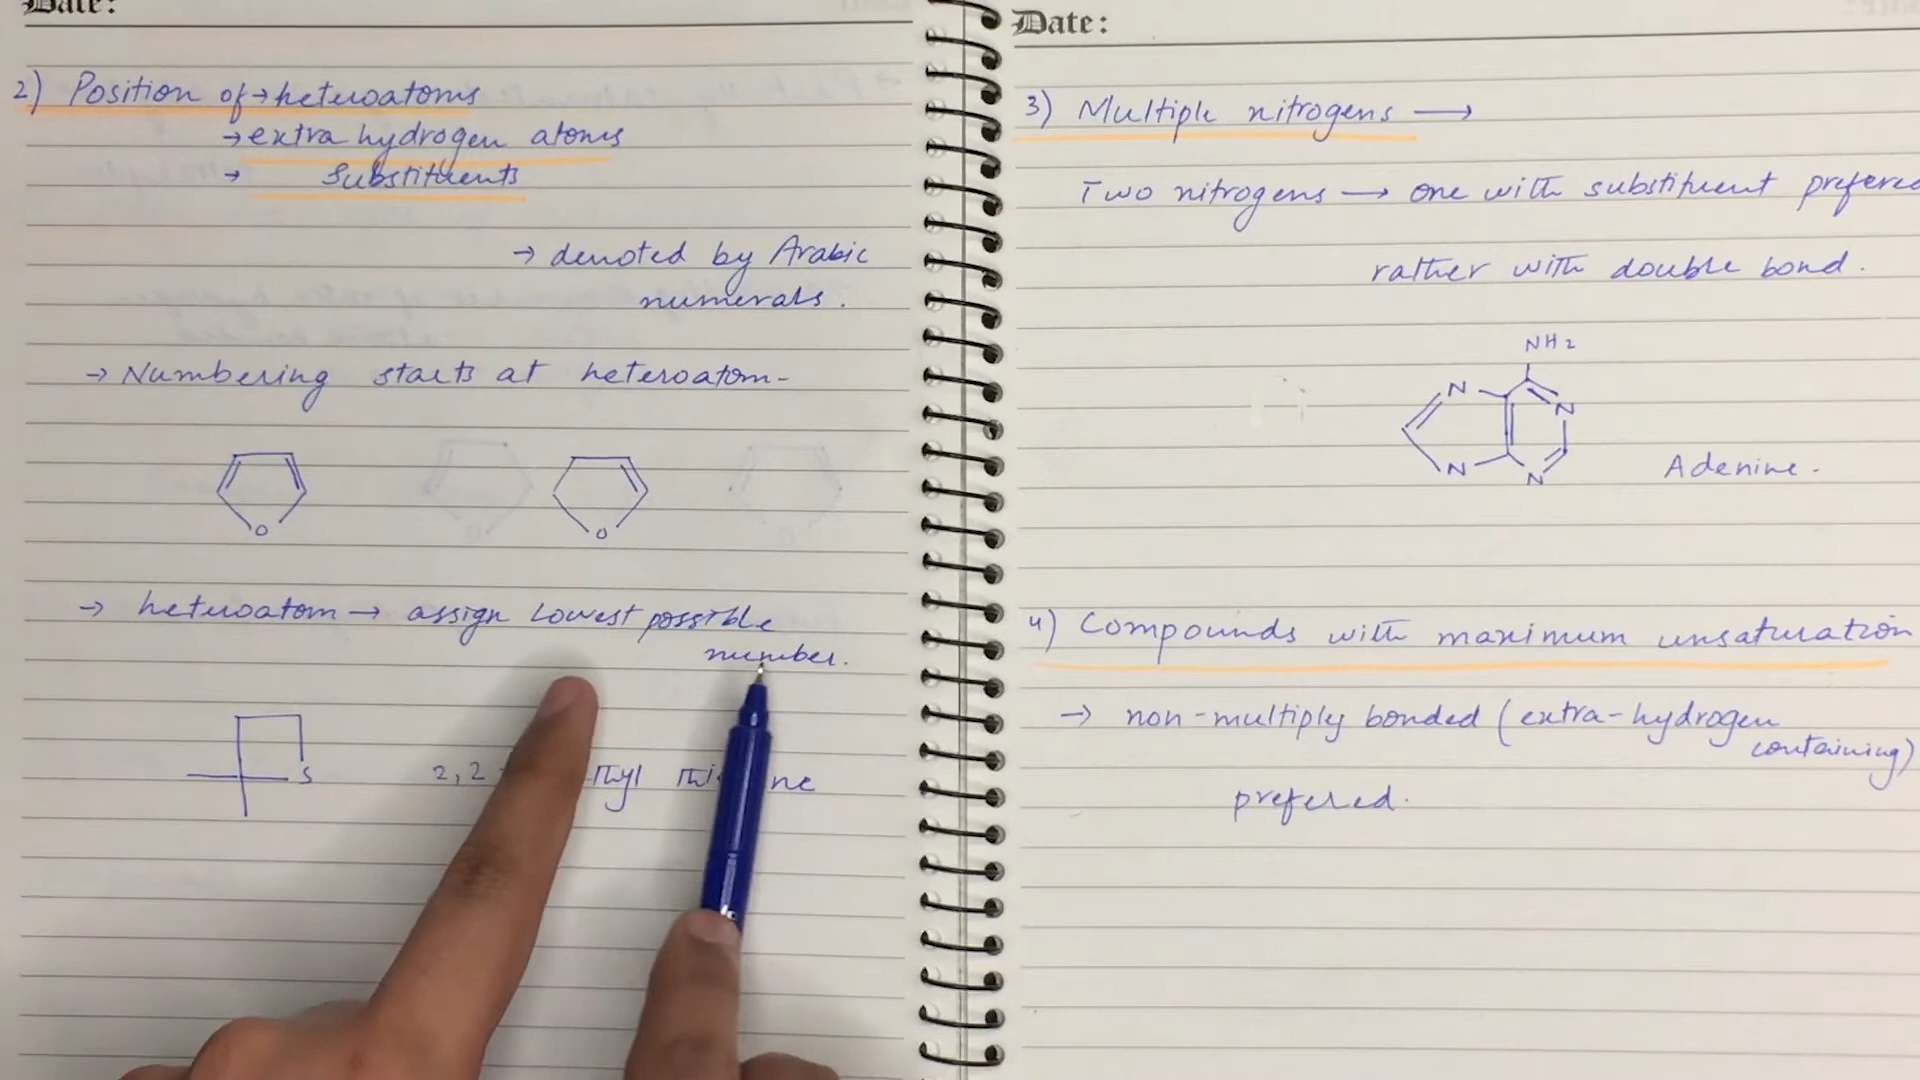 Date:
2) Position of → heteroatoms
→ extra hydrogen atoms
→ Substituents
→ denoted by Arabic
numerals.
→ Numbering starts at heteroatom-
O
O
→ heteroatom → assign lowest possible
number.
S
2,2
thyl
Date:
3) Multiple nitrogens →
Two nitrogens → one with substituent prefered
rather with double bond.
NH2
N
N
N
N
Adenine.
4) Compounds with maximum unsaturation
→ non-multiply bonded (extra-hydrogen
containing)
prefered.